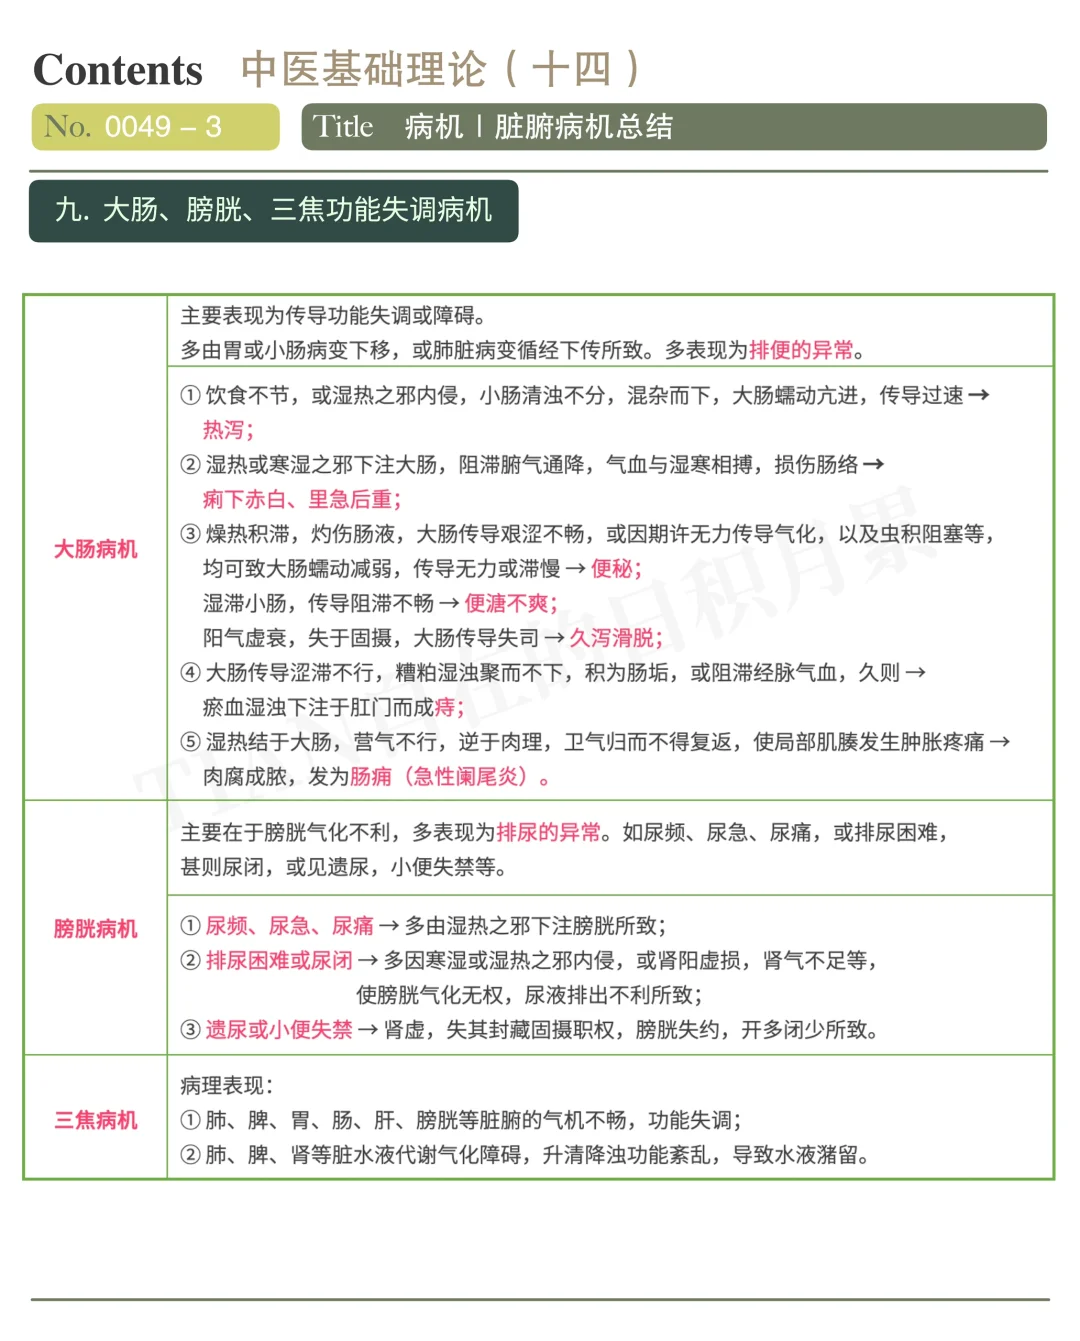 Contents 中医基础理论（十四）
No. 0049 – 3
Title 病机 | 脏腑病机总结
九. 大肠、膀胱、三焦功能失调病机
大肠病机
主要表现为传导功能失调或障碍。
多由胃或小肠病变下移，或肺脏病变循经下传所致。多表现为排便的异常。
① 饮食不节，或湿热之邪内侵，小肠清浊不分，混杂而下，大肠蠕动亢进，传导过速 →
热泻；
② 湿热或寒湿之邪下注大肠，阻滞腑气通降，气血与湿寒相搏，损伤肠络 →
痢下赤白、里急后重；
③ 燥热积滞，灼伤肠液，大肠传导艰涩不畅，或因期许无力传导气化，以及虫积阻塞等，
均可致大肠蠕动减弱，传导无力或滞慢 → 便秘；
湿滞小肠，传导阻滞不畅 → 便溏不爽；
阳气虚衰，失于固摄，大肠传导失司 → 久泻滑脱；
④ 大肠传导涩滞不行，糟粕湿浊聚而不下，积为肠垢，或阻滞经脉气血，久则 →
瘀血湿浊下注于肛门而成痔；
⑤ 湿热结于大肠，营气不行，逆于肉理，卫气归而不得复返，使局部肌腠发生肿胀疼痛 →
肉腐成脓，发为肠痈（急性阑尾炎）。
膀胱病机
主要在于膀胱气化不利，多表现为排尿的异常。如尿频、尿急、尿痛，或排尿困难，
甚则尿闭，或见遗尿，小便失禁等。
① 尿频、尿急、尿痛 → 多由湿热之邪下注膀胱所致；
② 排尿困难或尿闭 → 多因寒湿或湿热之邪内侵，或肾阳虚损，肾气不足等，
使膀胱气化无权，尿液排出不利所致；
③ 遗尿或小便失禁 → 肾虚，失其封藏固摄职权，膀胱失约，开多闭少所致。
三焦病机
病理表现：
① 肺、脾、胃、肠、肝、膀胱等脏腑的气机不畅，功能失调；
② 肺、脾、肾等脏水液代谢气化障碍，升清降浊功能紊乱，导致水液潴留。
TIAN自在的日积月累